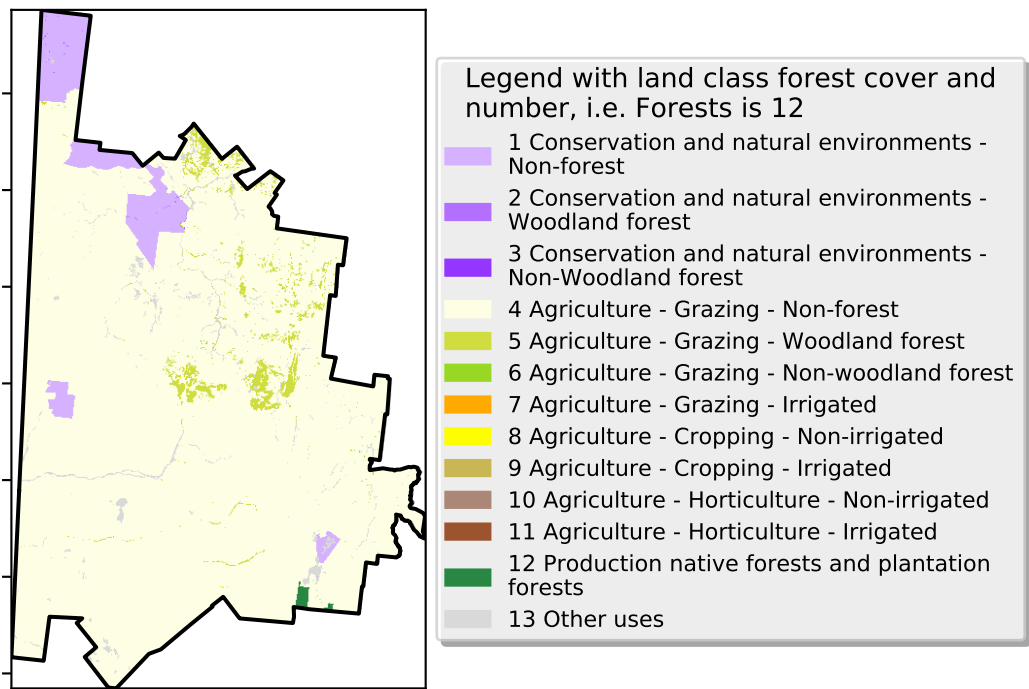 Legend with land class forest cover and
number, i.e. Forests is 12
1 Conservation and natural environments -
Non-forest
2 Conservation and natural environments -
Woodland forest
3 Conservation and natural environments -
Non-Woodland forest
4 Agriculture - Grazing - Non-forest
5 Agriculture - Grazing - Woodland forest
6 Agriculture - Grazing - Non-woodland forest
7 Agriculture - Grazing - Irrigated
8 Agriculture - Cropping - Non-irrigated
9 Agriculture - Cropping - Irrigated
10 Agriculture - Horticulture - Non-irrigated
11 Agriculture - Horticulture - Irrigated
12 Production native forests and plantation
forests
13 Other uses